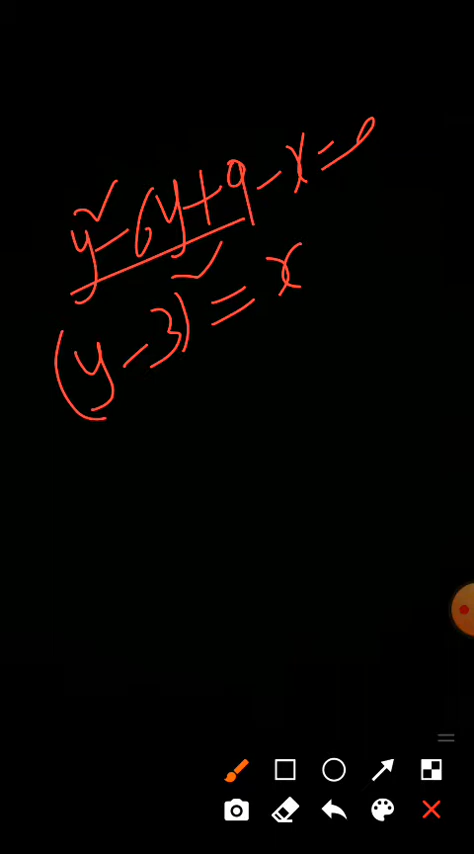 y² - 6y + 9 - x = 0
(y - 3)² = x